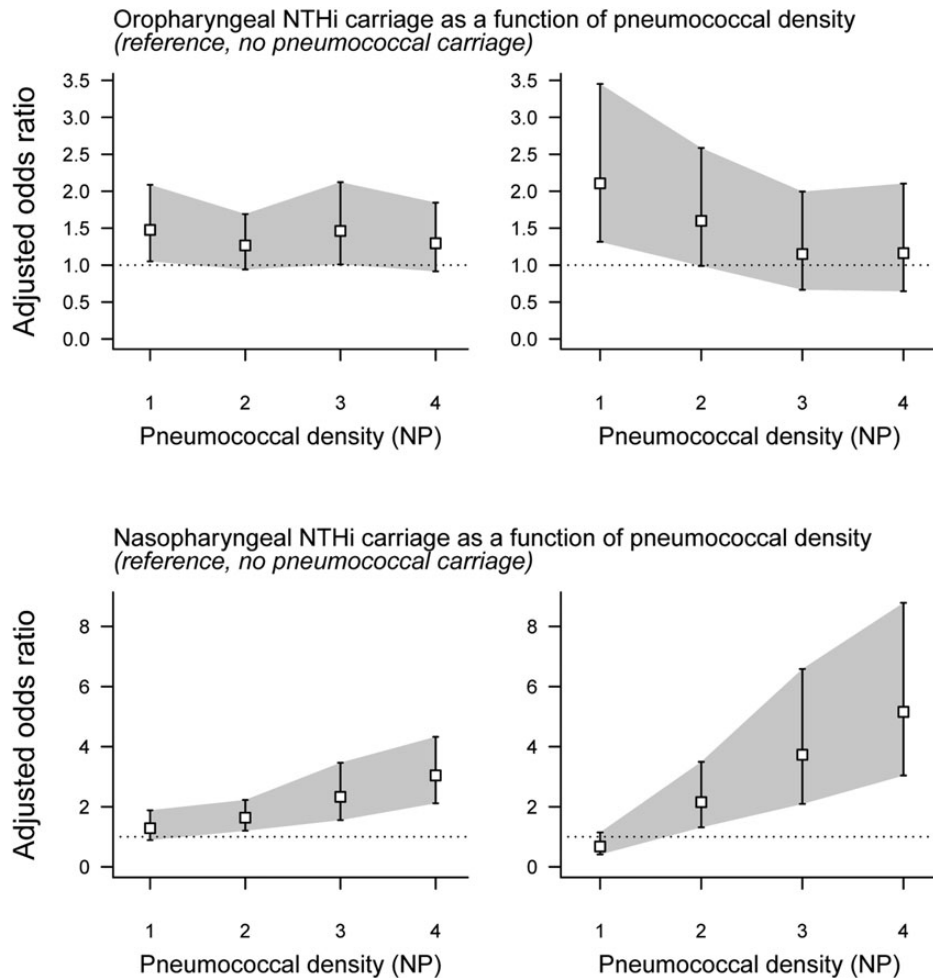 Oropharyngeal NTHi carriage as a function of pneumococcal density
(reference, no pneumococcal carriage)
Adjusted odds ratio
3.5
3.0
2.5
2.0
1.5
1.0
0.5
0.0
1 2 3 4
Pneumococcal density (NP)
3.5
3.0
2.5
2.0
1.5
1.0
0.5
0.0
1 2 3 4
Pneumococcal density (NP)
Nasopharyngeal NTHi carriage as a function of pneumococcal density
(reference, no pneumococcal carriage)
Adjusted odds ratio
8
6
4
2
0
1 2 3 4
Pneumococcal density (NP)
8
6
4
2
0
1 2 3 4
Pneumococcal density (NP)